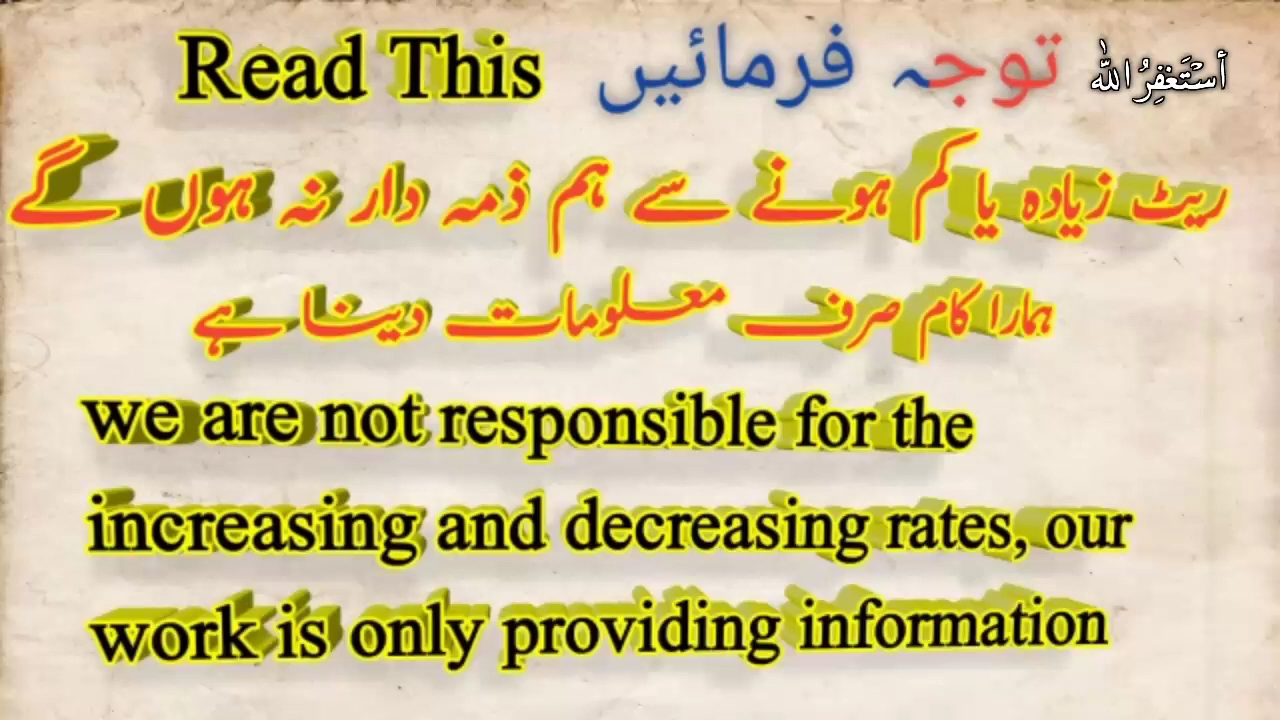 Read This توجہ فرمائیں أَسْتَغْفِرُ اللّٰه
ریٹ زیادہ یا کم ہونے سے ہم ذمہ دار نہ ہوں گے
ہمارا کام صرف معلومات دینا ہے
we are not responsible for the
increasing and decreasing rates, our
work is only providing information